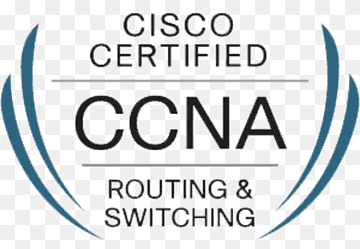 CISCO
CERTIFIED
CCNA
ROUTING &
SWITCHING